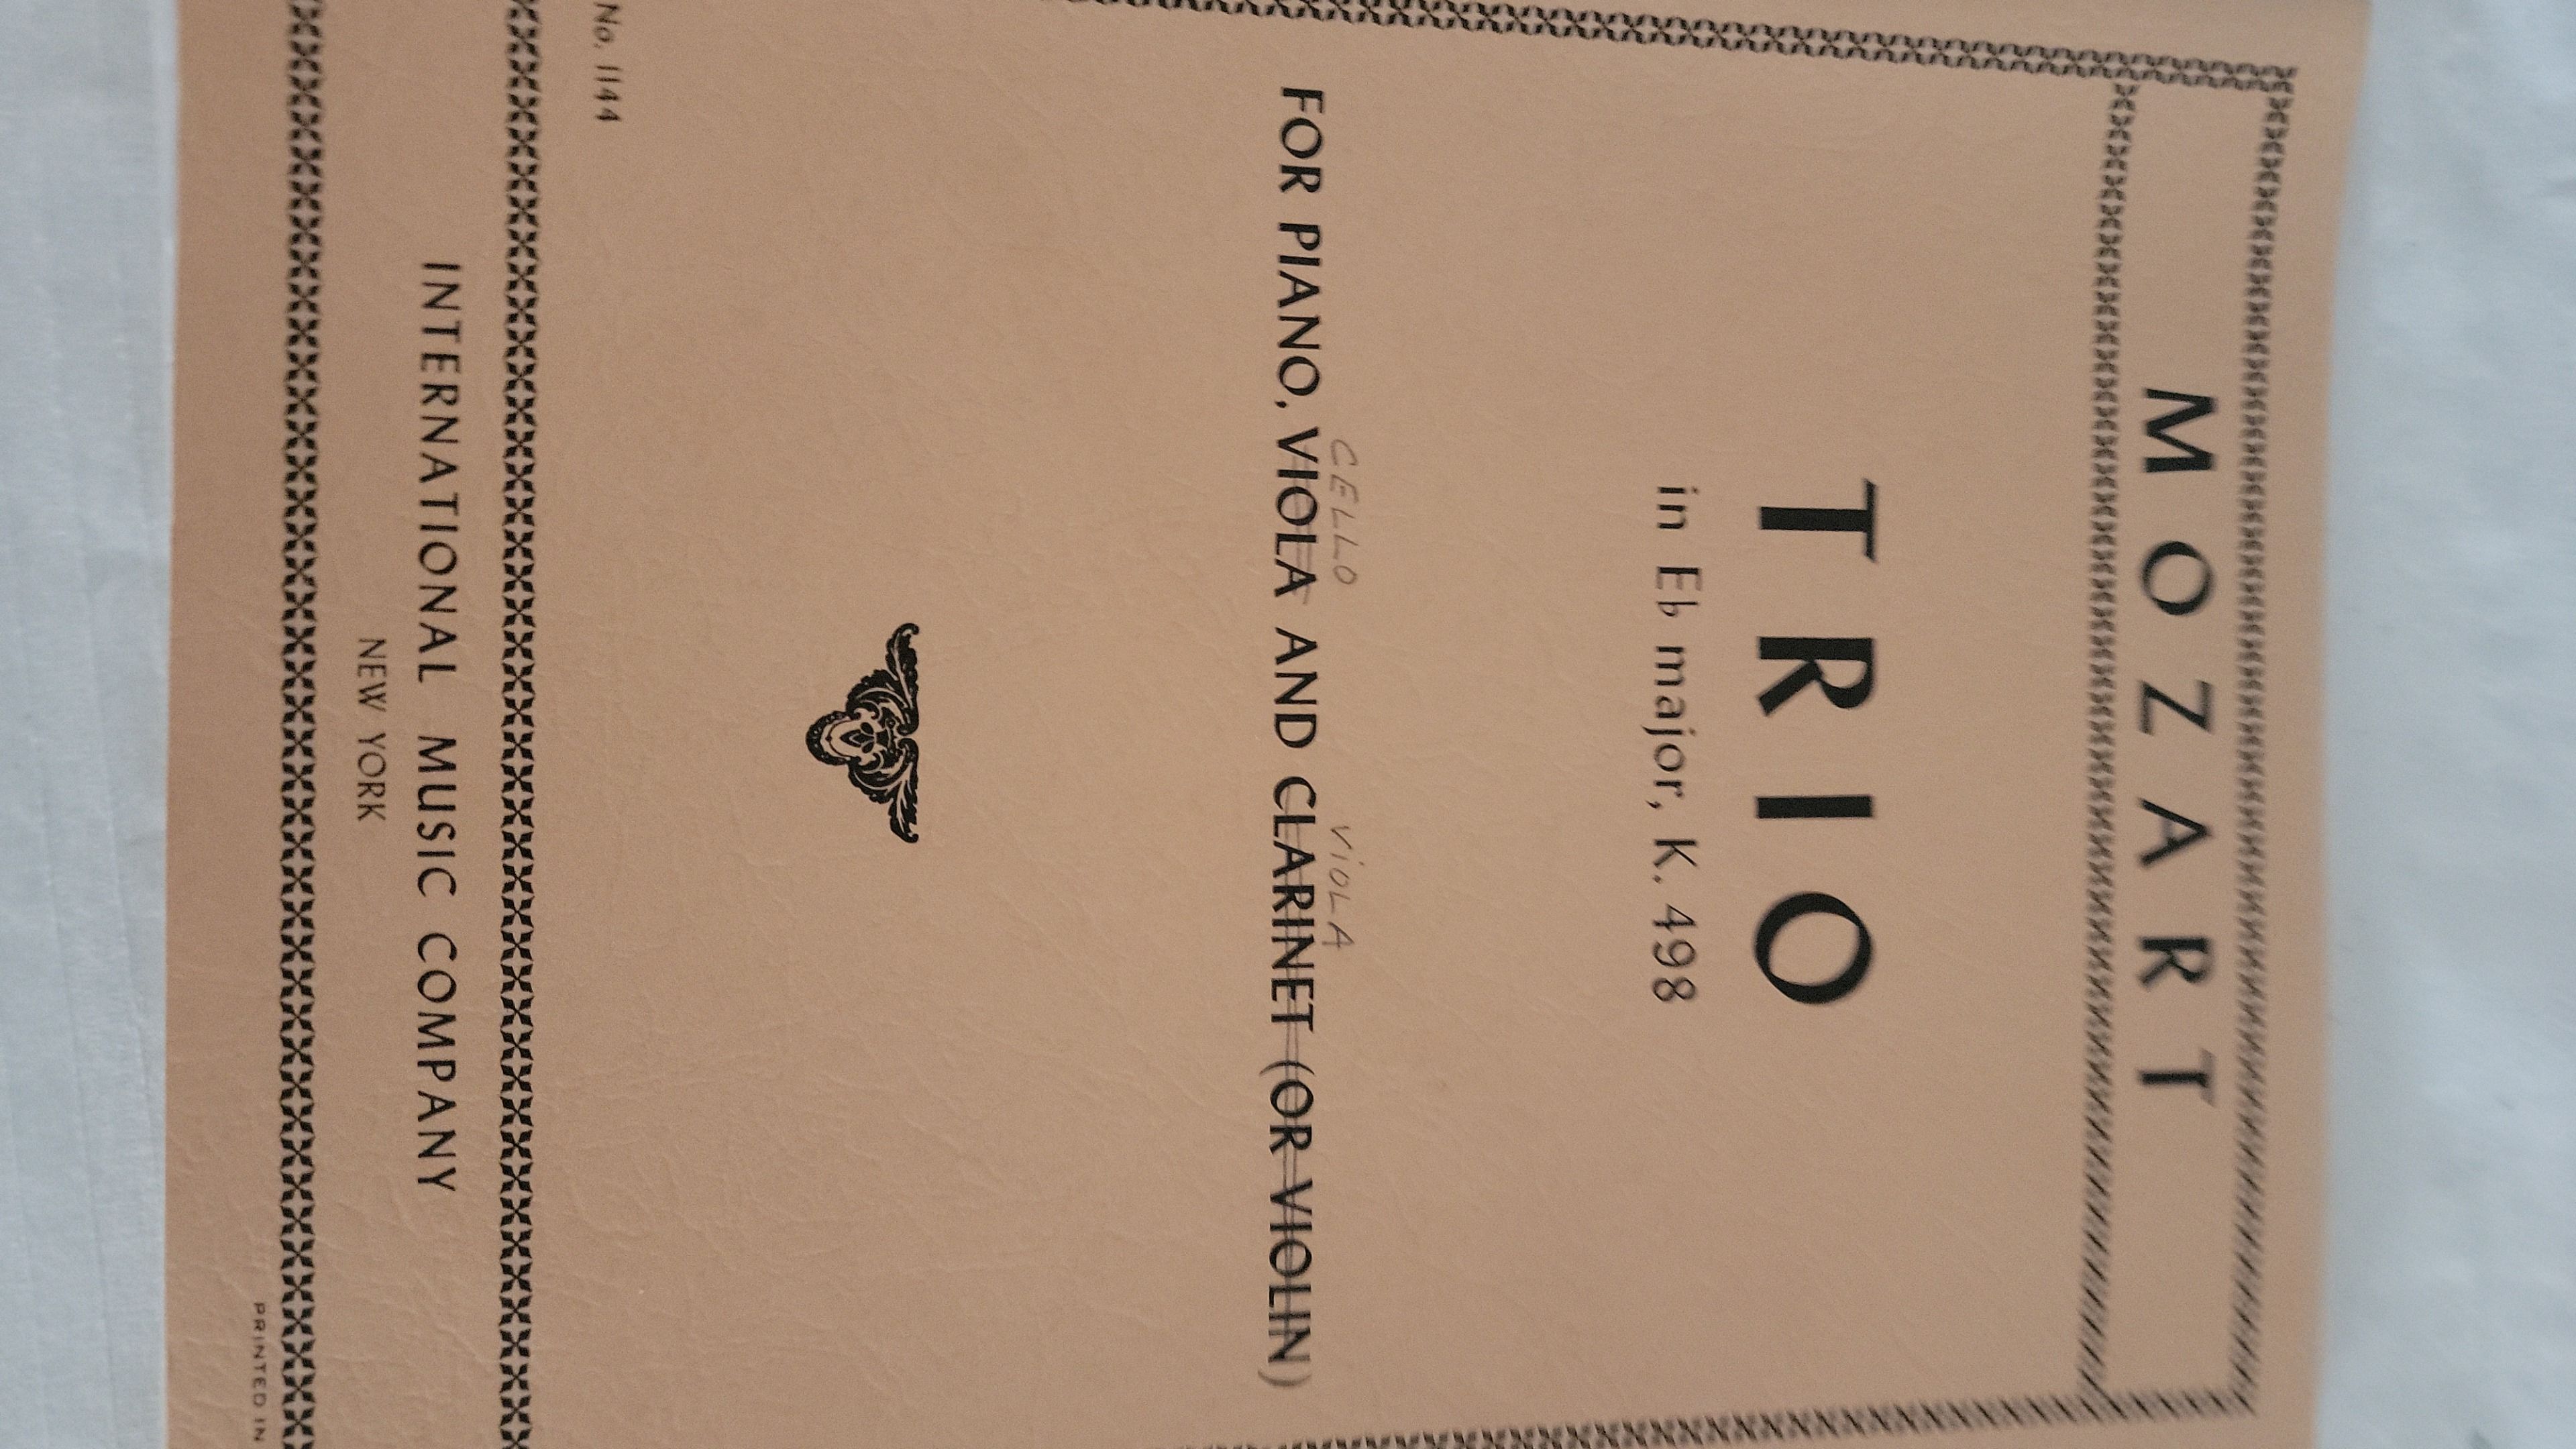 MOZART
TRIO
in E♭ major, K. 498
CELLO VIOLA
FOR PIANO, VIOLA AND CLARINET (OR VIOLIN)
No. 1144
INTERNATIONAL MUSIC COMPANY
NEW YORK
PRINTED IN